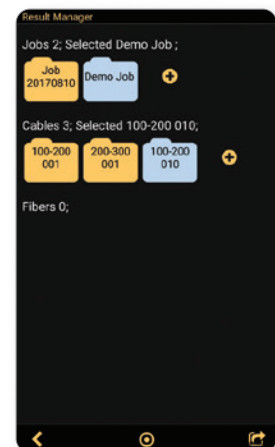 Result Manager
Jobs 2; Selected Demo Job ;
Job
20170810
Demo Job
Cables 3; Selected 100-200 010;
100-200
001
200-300
001
100-200
010
Fibers 0;